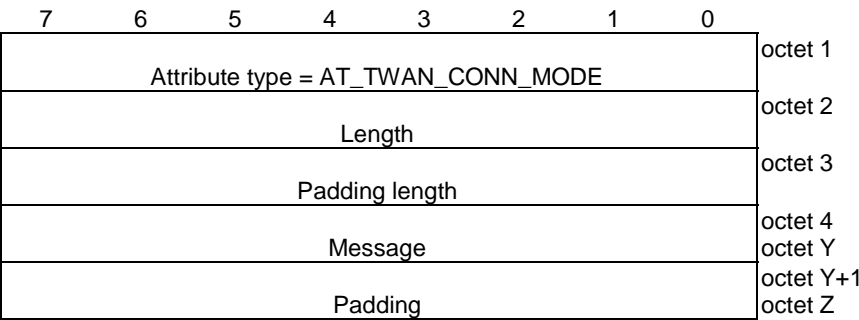 7 6 5 4 3 2 1 0
octet 1
Attribute type = AT_TWAN_CONN_MODE
octet 2
Length
octet 3
Padding length
octet 4
Message octet Y
octet Y+1
Padding octet Z